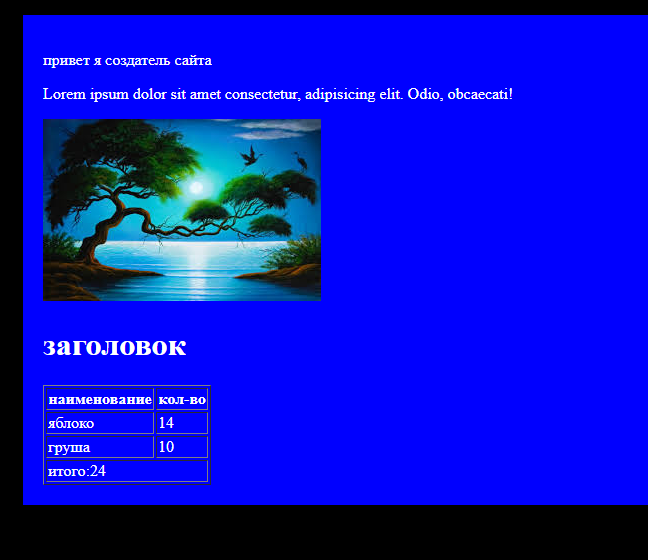 привет я создатель сайта
Lorem ipsum dolor sit amet consectetur, adipisicing elit. Odio, obcaecati!
заголовок
наименование кол-во
яблоко 14
груша 10
итого:24